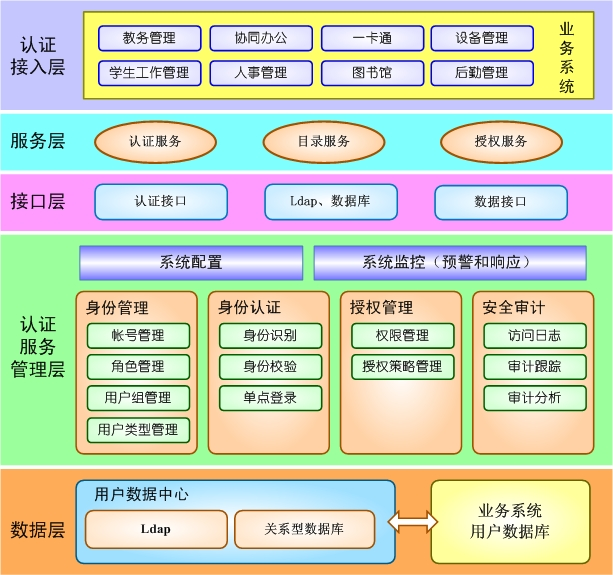 认证
接入层
教务管理
协同办公
一卡通
设备管理
学生工作管理
人事管理
图书馆
后勤管理
业务系统
服务层
认证服务
目录服务
授权服务
接口层
认证接口
Ldap、数据库
数据接口
认证
服务
管理层
系统配置
系统监控（预警和响应）
身份管理
帐号管理
角色管理
用户组管理
用户类型管理
身份认证
身份识别
身份校验
单点登录
授权管理
权限管理
授权策略管理
安全审计
访问日志
审计跟踪
审计分析
数据层
用户数据中心
Ldap
关系型数据库
业务系统
用户数据库